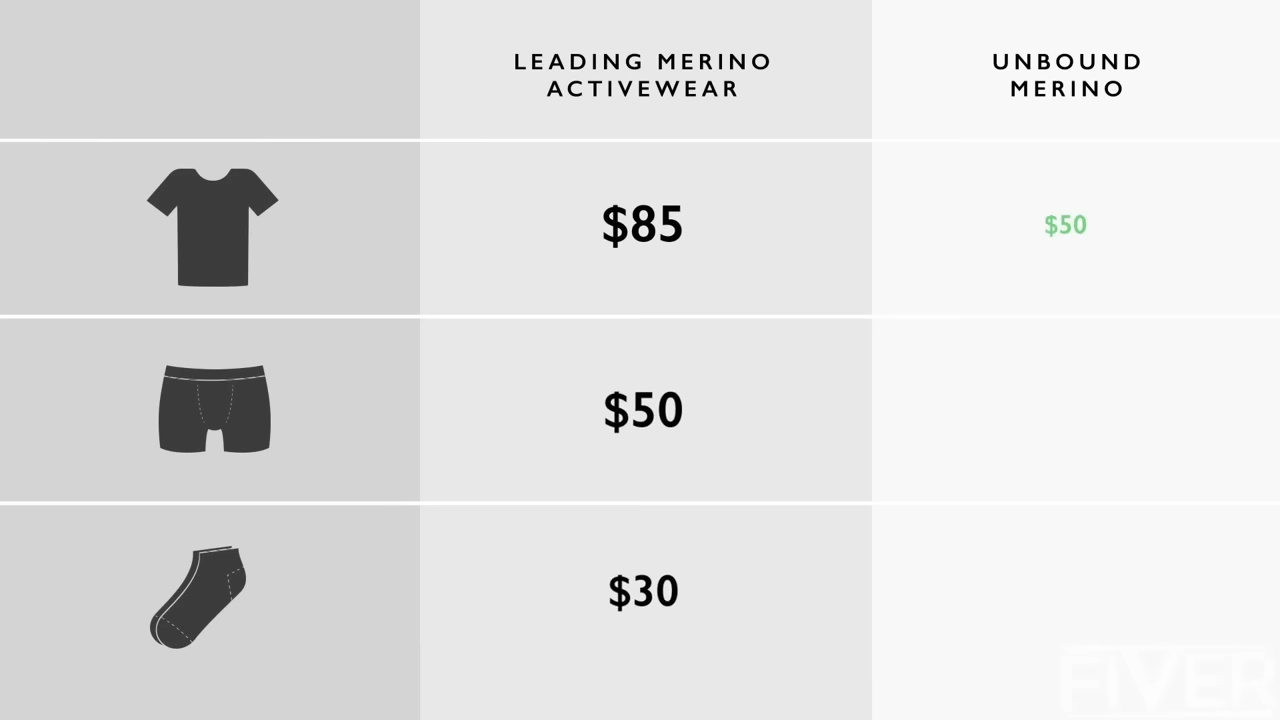 LEADING MERINO
ACTIVEWEAR
UNBOUND
MERINO
$85
$50
$50
$30
FIVER